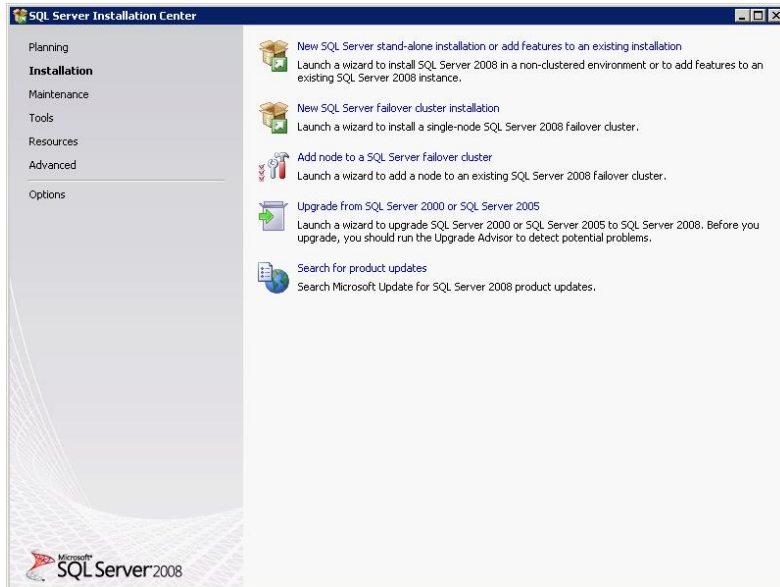 SQL Server Installation Center
Planning
Installation
Maintenance
Tools
Resources
Advanced
Options
New SQL Server stand-alone installation or add features to an existing installation
Launch a wizard to install SQL Server 2008 in a non-clustered environment or to add features to an
existing SQL Server 2008 instance.
New SQL Server failover cluster installation
Launch a wizard to install a single-node SQL Server 2008 failover cluster.
Add node to a SQL Server failover cluster
Launch a wizard to add a node to an existing SQL Server 2008 failover cluster.
Upgrade from SQL Server 2000 or SQL Server 2005
Launch a wizard to upgrade SQL Server 2000 or SQL Server 2005 to SQL Server 2008. Before you
upgrade, you should run the Upgrade Advisor to detect potential problems.
Search for product updates
Search Microsoft Update for SQL Server 2008 product updates.
Microsoft
SQL Server 2008